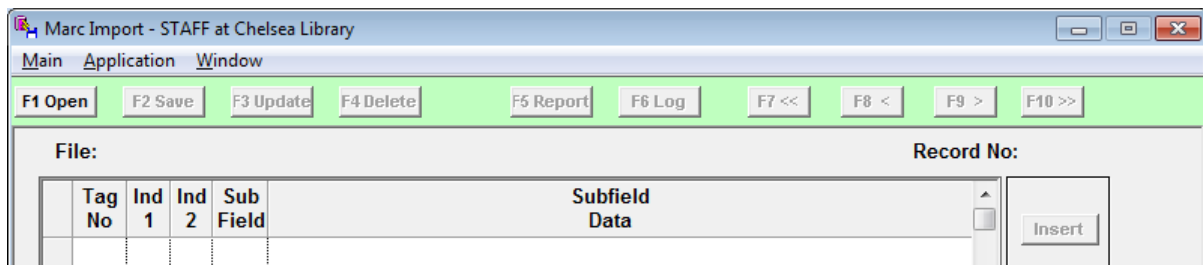 Marc Import - STAFF at Chelsea Library
Main Application Window
F1 Open F2 Save F3 Update F4 Delete F5 Report F6 Log F7 << F8 < F9 > F10 >>
File: Record No:
Tag No Ind 1 Ind 2 Sub Field Subfield Data
Insert